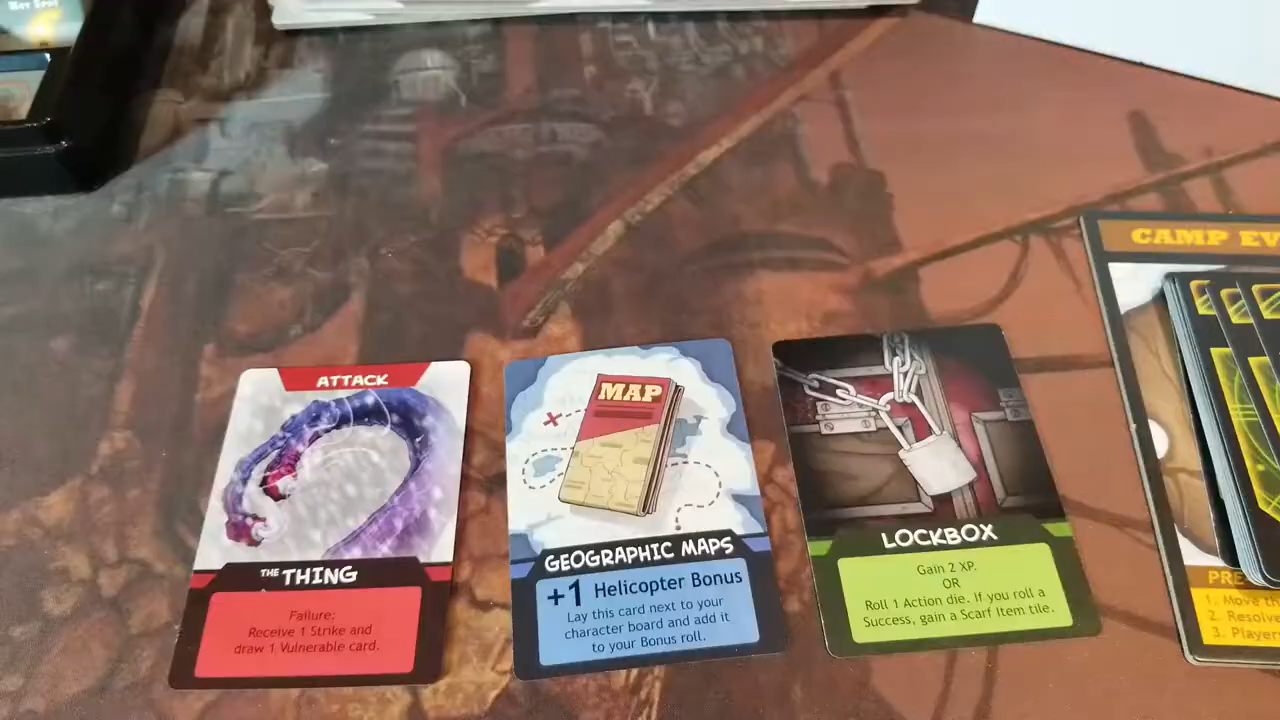 Hot Spot
CAMP EV
ATTACK
THE THING
Failure:
Receive 1 Strike and
draw 1 Vulnerable card.
MAP
GEOGRAPHIC MAPS
+1 Helicopter Bonus
Lay this card next to your
character board and add it
to your Bonus roll.
LOCKBOX
Gain 2 XP.
OR
Roll 1 Action die. If you roll a
Success, gain a Scarf Item tile.
PRE
1. Move th
2. Resolve
3. Player